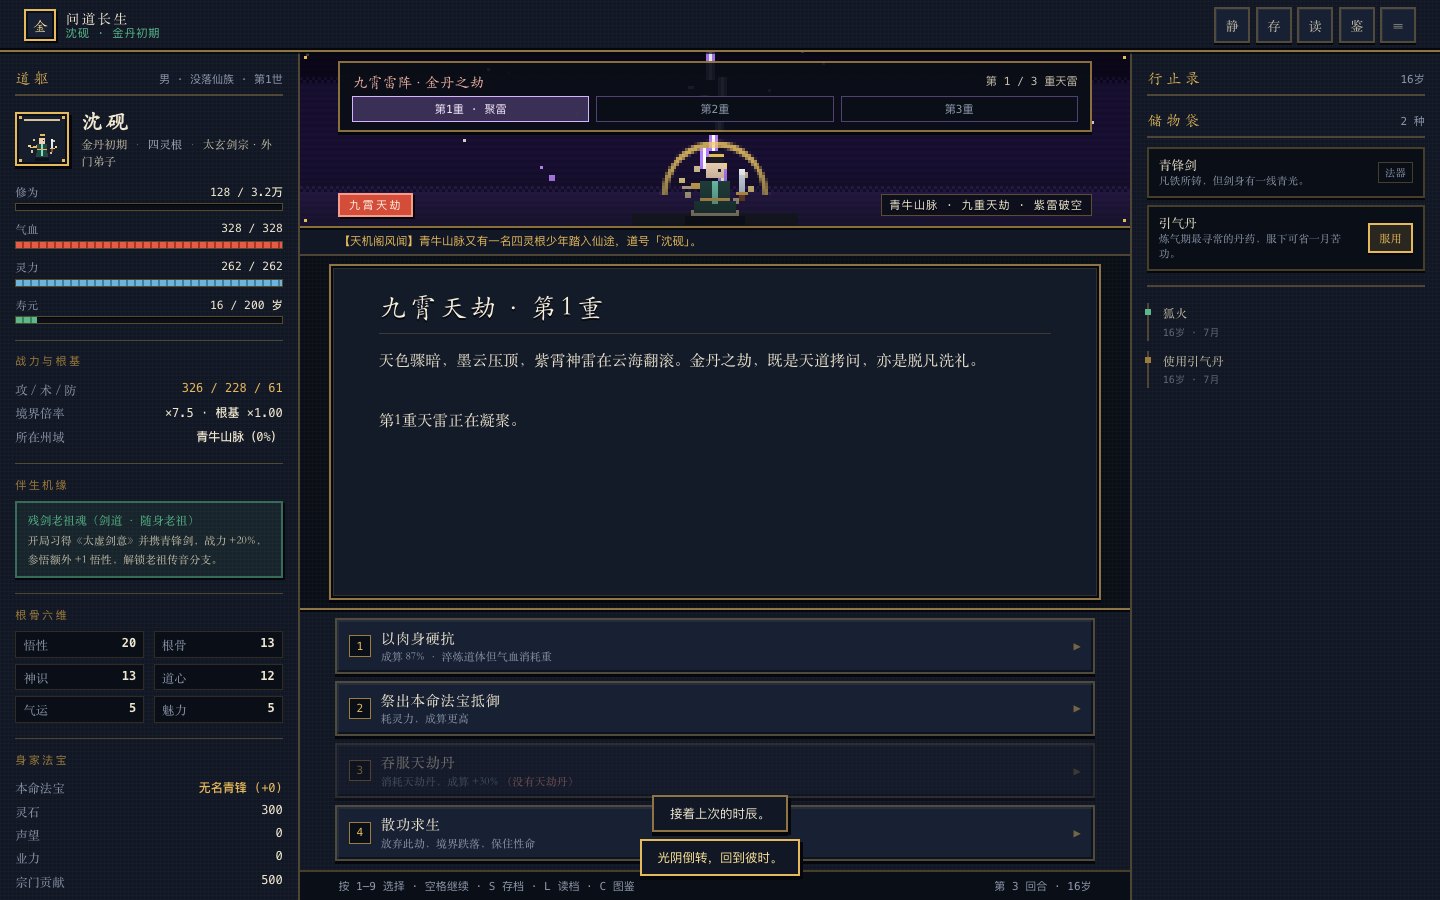 金
问道长生
沈砚 · 金丹初期
静
存
读
鉴
≡
道躯
男 · 没落仙族 · 第1世
沈砚
金丹初期 · 四灵根 · 太玄剑宗·外
门弟子
修为 128 / 3.2万
气血 328 / 328
灵力 262 / 262
寿元 16 / 200 岁
战力与根基
攻/术/防 326 / 228 / 61
境界倍率 ×7.5 · 根基 ×1.00
所在州域 青牛山脉 (0%)
伴生机缘
残剑老祖魂（剑道 · 随身老祖）
开局习得《太虚剑意》并携青锋剑，战力 +20%，
参悟额外 +1 悟性，解锁老祖传音分支。
根骨六维
悟性 20
根骨 13
神识 13
道心 12
气运 5
魅力 5
身家法宝
本命法宝 无名青锋 (+0)
灵石 300
声望 0
业力 0
宗门贡献 500
九霄雷阵·金丹之劫
第 1 / 3 重天雷
第1重 · 聚雷
第2重
第3重
九霄天劫
青牛山脉 · 九重天劫 · 紫雷破空
【天机阁风闻】青牛山脉又有一名四灵根少年踏入仙途，道号「沈砚」。
九霄天劫 · 第1重
天色骤暗，墨云压顶，紫霄神雷在云海翻滚。金丹之劫，既是天道拷问，亦是脱凡洗礼。
第1重天雷正在凝聚。
1
以肉身硬抗
成算 87% · 淬炼道体但气血消耗重
▶
2
祭出本命法宝抵御
耗灵力，成算更高
▶
3
吞服天劫丹
消耗天劫丹，成算 +30% （没有天劫丹）
▶
4
散功求生
放弃此劫，境界跌落，保住性命
▶
接着上次的时辰。
光阴倒转，回到彼时。
按 1—9 选择 · 空格继续 · S 存档 · L 读档 · C 图鉴
第 3 回合 · 16岁
行止录 16岁
储物袋 2 种
青锋剑
凡铁所铸，但剑身有一线青光。
法器
引气丹
炼气期最寻常的丹药，服下可省一月苦
功。
服用
狐火
16岁 · 7月
使用引气丹
16岁 · 7月